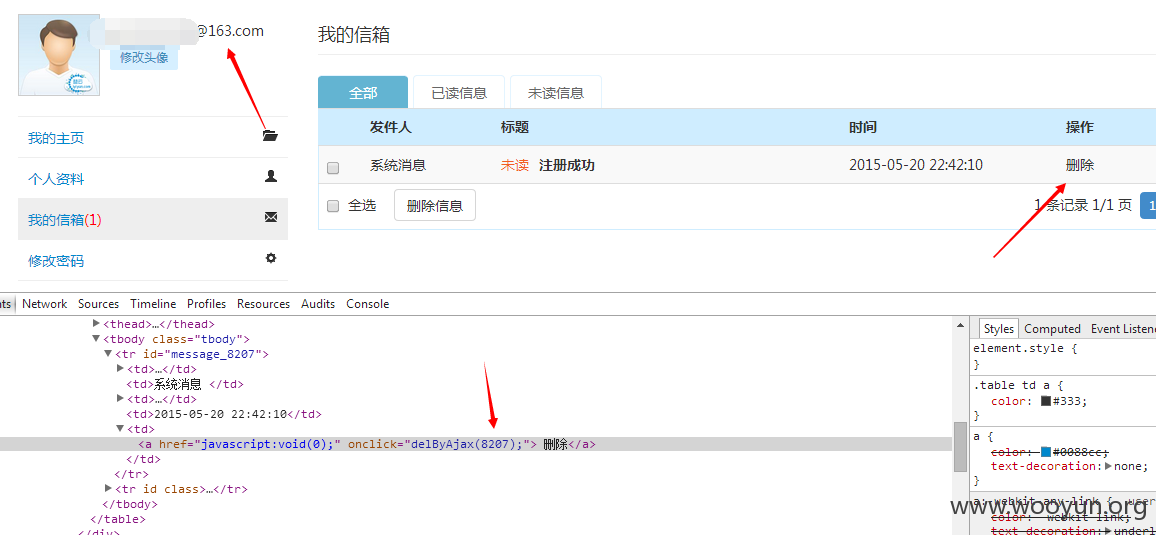 @163.com
修改头像
我的主页
个人资料
我的信箱(1)
修改密码
我的信箱
全部 已读信息 未读信息
发件人 标题 时间 操作
系统消息 未读 注册成功 2015-05-20 22:42:10 删除
全选 删除信息 1 条记录 1/1 页 1
nts Network Sources Timeline Profiles Resources Audits Console
▶<thead>…</thead>
▼<tbody class="tbody">
▼<tr id="message_8207">
▶<td>…</td>
<td>系统消息 </td>
▶<td>…</td>
<td>2015-05-20 22:42:10</td>
▼<td>
<a href="javascript:void(0);" onclick="delByAjax(8207);"> 删除</a>
</td>
</tr>
▶<tr id class>…</tr>
</tbody>
</table>
</div>
Styles Computed Event Listene
element.style {
}
.table td a {
color: #333;
}
a {
color: #0088cc;
text-decoration:▶none;
}
a:-webkit-any-link { user
color: -webkit-link;
text-decoration:▶underl
www.wooyun.org